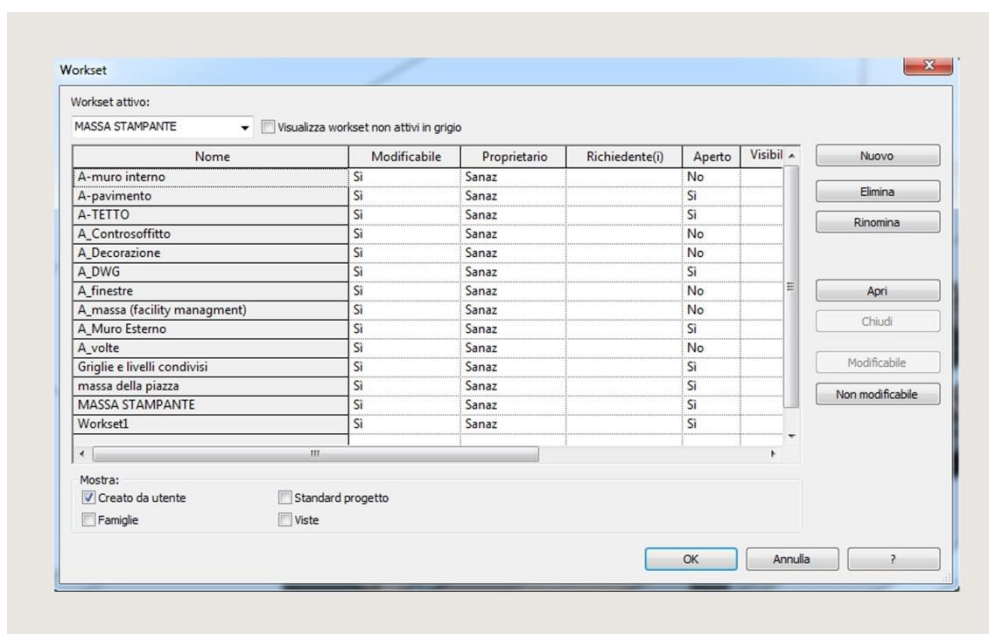 Workset
Workset attivo:
MASSA STAMPANTE Visualizza workset non attivi in grigio
Nome Modificabile Proprietario Richiedente(i) Aperto Visibil
A-muro interno Sì Sanaz No
A-pavimento Sì Sanaz Sì
A-TETTO Sì Sanaz Sì
A_Controsoffitto Sì Sanaz No
A_Decorazione Sì Sanaz No
A_DWG Sì Sanaz Sì
A_finestre Sì Sanaz No
A_massa (facility managment) Sì Sanaz No
A_Muro Esterno Sì Sanaz Sì
A_volte Sì Sanaz No
Griglie e livelli condivisi Sì Sanaz Sì
massa della piazza Sì Sanaz Sì
MASSA STAMPANTE Sì Sanaz Sì
Workset1 Sì Sanaz Sì
Nuovo
Elimina
Rinomina
Apri
Chiudi
Modificabile
Non modificabile
Mostra:
Creato da utente Standard progetto
Famiglie Viste
OK Annulla ?